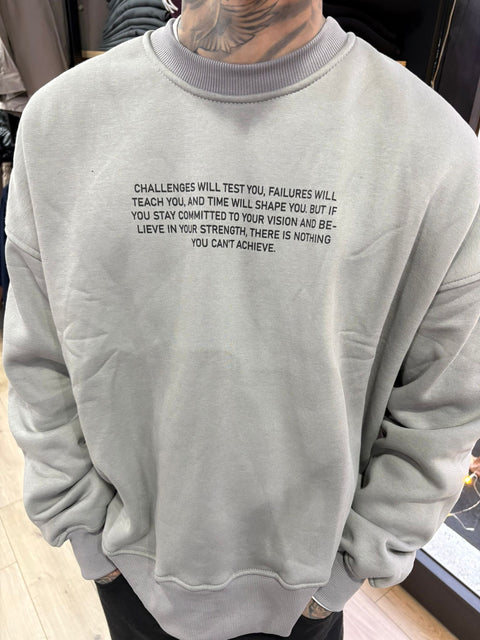 CHALLENGES WILL TEST YOU, FAILURES WILL
TEACH YOU, AND TIME WILL SHAPE YOU. BUT IF
YOU STAY COMMITTED TO YOUR VISION AND BE-
LIEVE IN YOUR STRENGTH, THERE IS NOTHING
YOU CAN'T ACHIEVE.